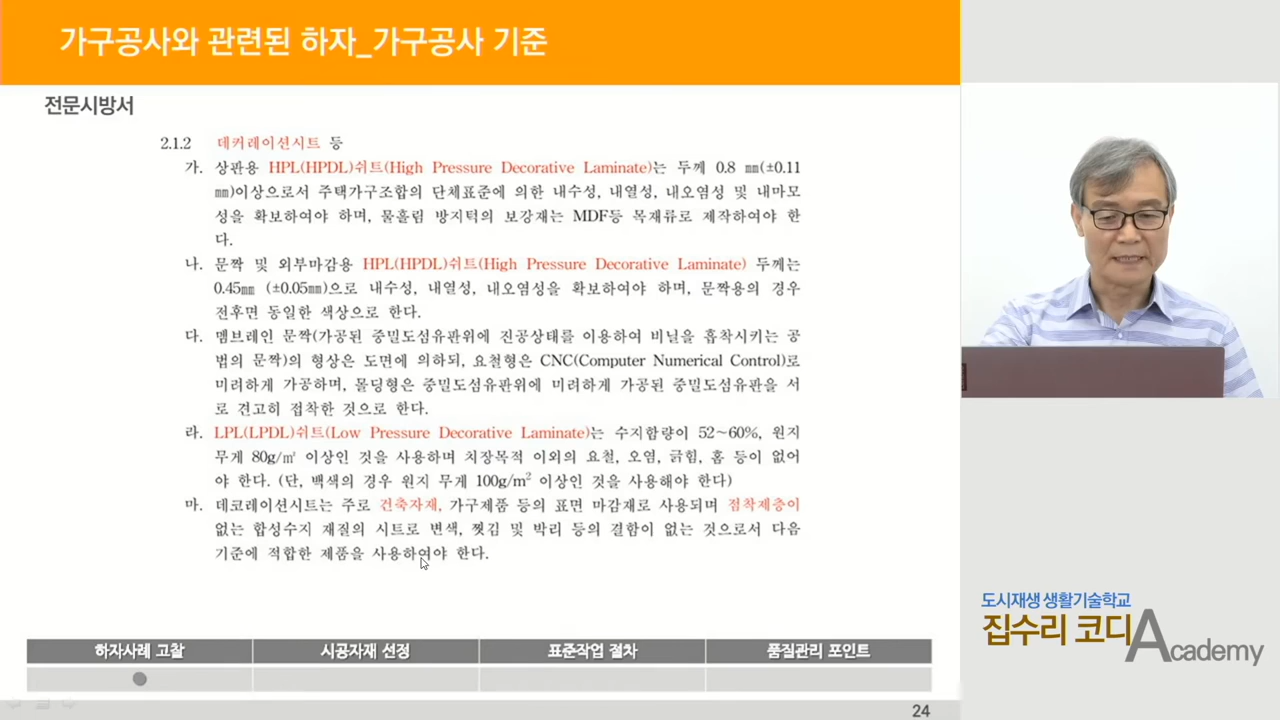 가구공사와 관련된 하자_가구공사 기준
전문시방서
2.1.2 데커레이션시트 등
가. 상판용 HPL(HPDL)쉬트(High Pressure Decorative Laminate)는 두께 0.8 ㎜(±0.11
㎜)이상으로서 주택가구조합의 단체표준에 의한 내수성, 내열성, 내오염성 및 내마모
성을 확보하여야 하며, 물흘림 방지턱의 보강재는 MDF등 목재류로 제작하여야 한
다.
나. 문짝 및 외부마감용 HPL(HPDL)쉬트(High Pressure Decorative Laminate) 두께는
0.45㎜ (±0.05㎜)으로 내수성, 내열성, 내오염성을 확보하여야 하며, 문짝용의 경우
전후면 동일한 색상으로 한다.
다. 멤브레인 문짝(가공된 중밀도섬유판위에 진공상태를 이용하여 비닐을 흡착시키는 공
법의 문짝)의 형상은 도면에 의하되, 요철형은 CNC(Computer Numerical Control)로
미려하게 가공하며, 몰딩형은 중밀도섬유판위에 미려하게 가공된 중밀도섬유판을 서
로 견고히 접착한 것으로 한다.
라. LPL(LPDL)쉬트(Low Pressure Decorative Laminate)는 수지함량이 52~60%, 원지
무게 80g/㎡ 이상인 것을 사용하며 치장목적 이외의 요철, 오염, 긁힘, 홈 등이 없어
야 한다. (단, 백색의 경우 원지 무게 100g/m² 이상인 것을 사용해야 한다)
마. 데코레이션시트는 주로 건축자재, 가구제품 등의 표면 마감재로 사용되며 점착제층이
없는 합성수지 재질의 시트로 변색, 찢김 및 박리 등의 결함이 없는 것으로서 다음
기준에 적합한 제품을 사용하여야 한다.
하자사례 고찰 시공자재 선정 표준작업 절차 품질관리 포인트
24
도시재생 생활기술학교
집수리 코디 Academy